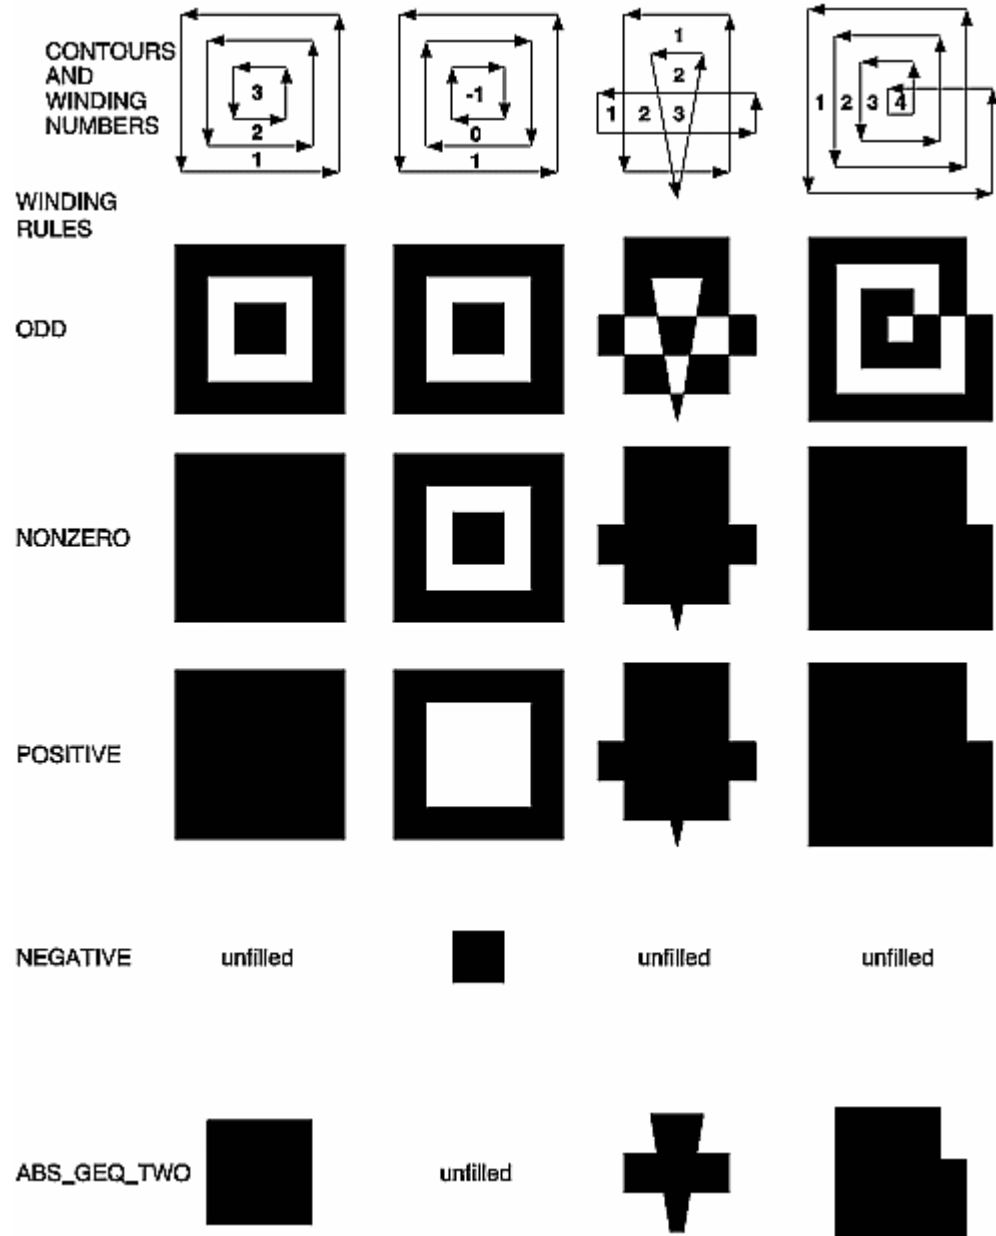 CONTOURS
AND
WINDING
NUMBERS
3
2
1
-1
0
1
1
2
1 2 3
1 2 3 4
WINDING
RULES
ODD
NONZERO
POSITIVE
NEGATIVE unfilled unfilled unfilled
ABS_GEQ_TWO unfilled